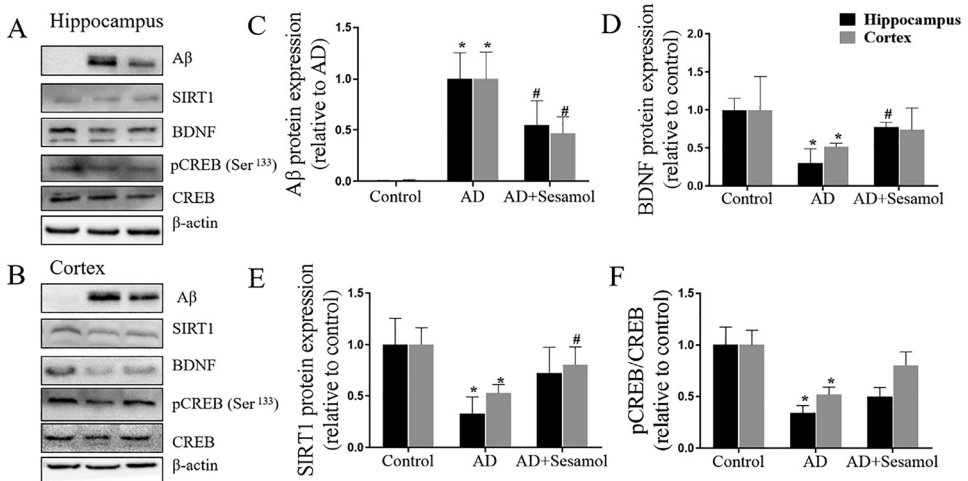 A
Hippocampus
Aβ
SIRT1
BDNF
pCREB (Ser 133)
CREB
β-actin
B
Cortex
Aβ
SIRT1
BDNF
pCREB (Ser 133)
CREB
β-actin
C
Aβ protein expression
(relative to AD)
1.5
1.0
0.5
0.0
* *
# #
Control AD AD+Sesamol
D
Hippocampus
Cortex
BDNF protein expression
(relative to control)
2.0
1.5
1.0
0.5
0.0
* *
#
Control AD AD+Sesamol
E
SIRT1 protein expression
(relative to control)
1.5
1.0
0.5
0.0
* *
#
Control AD AD+Sesamol
F
pCREB/CREB
(relative to control)
1.5
1.0
0.5
0.0
* *
Control AD AD+Sesamol